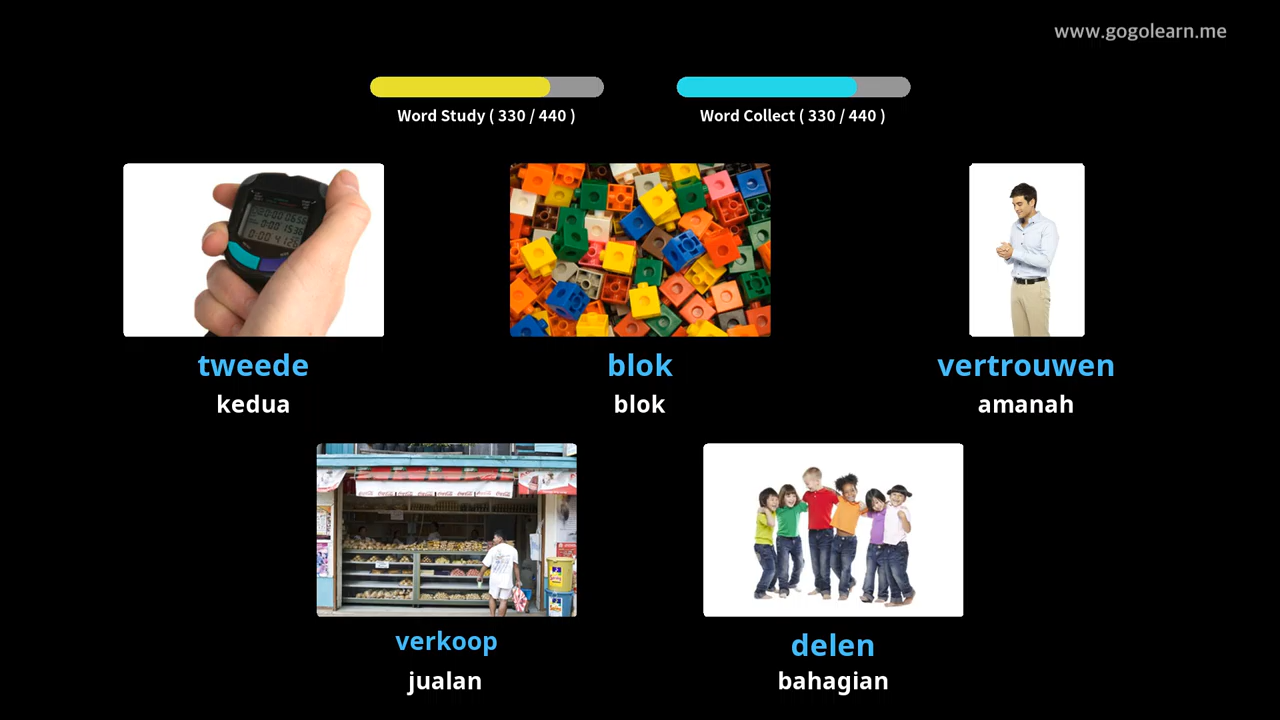 www.gogolearn.me
Word Study ( 330 / 440 )
Word Collect ( 330 / 440 )
tweede
kedua
blok
blok
vertrouwen
amanah
verkoop
jualan
delen
bahagian